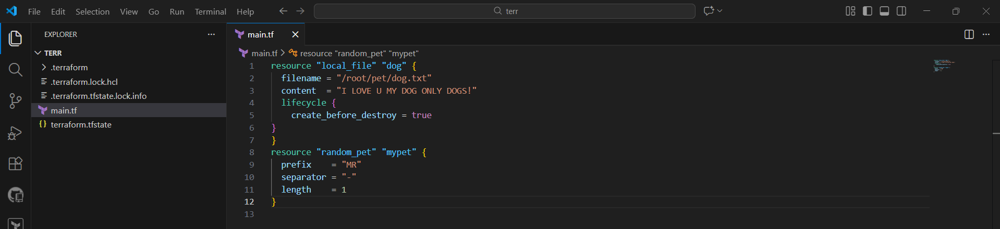 File Edit Selection View Go Run Terminal Help
terr
EXPLORER
main.tf
TERR
main.tf > resource "random_pet" "mypet"
.terraform
.terraform.lock.hcl
.terraform.tfstate.lock.info
main.tf
terraform.tfstate
1 resource "local_file" "dog" {
2   filename = "/root/pet/dog.txt"
3   content  = "I LOVE U MY DOG ONLY DOGS!"
4   lifecycle {
5     create_before_destroy = true
6 }
7 }
8 resource "random_pet" "mypet" {
9   prefix    = "MR"
10   separator = "-"
11   length    = 1
12 }
13